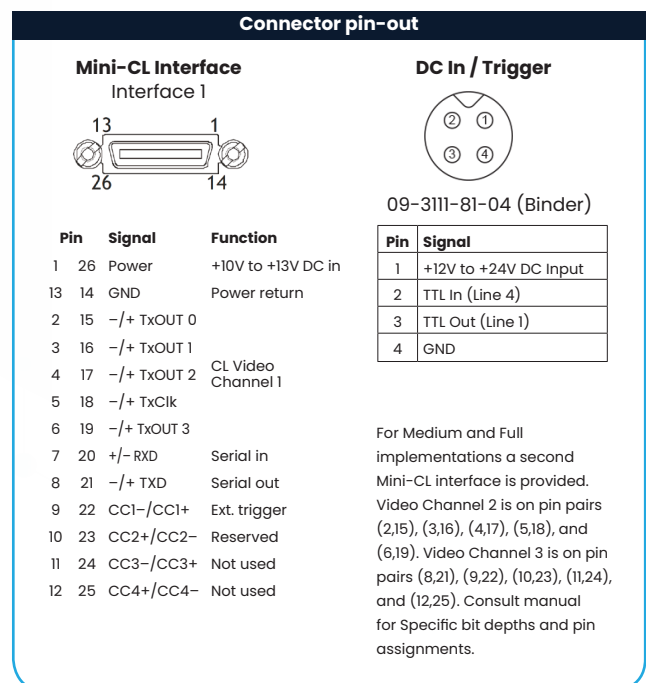 Connector pin-out
Mini-CL Interface
Interface 1
13 1
26 14
Pin Signal Function
1 26 Power +10V to +13V DC in
13 14 GND Power return
2 15 –/+ TxOUT 0
3 16 –/+ TxOUT 1
4 17 –/+ TxOUT 2
CL Video
Channel 1
5 18 –/+ TxClk
6 19 –/+ TxOUT 3
7 20 +/– RXD Serial in
8 21 –/+ TXD Serial out
9 22 CC1–/CC1+ Ext. trigger
10 23 CC2+/CC2– Reserved
11 24 CC3–/CC3+ Not used
12 25 CC4+/CC4– Not used
DC In / Trigger
2 1
3 4
09-3111-81-04 (Binder)
Pin Signal
1 +12V to +24V DC Input
2 TTL In (Line 4)
3 TTL Out (Line 1)
4 GND
For Medium and Full
implementations a second
Mini-CL interface is provided.
Video Channel 2 is on pin pairs
(2,15), (3,16), (4,17), (5,18), and
(6,19). Video Channel 3 is on pin
pairs (8,21), (9,22), (10,23), (11,24),
and (12,25). Consult manual
for Specific bit depths and pin
assignments.